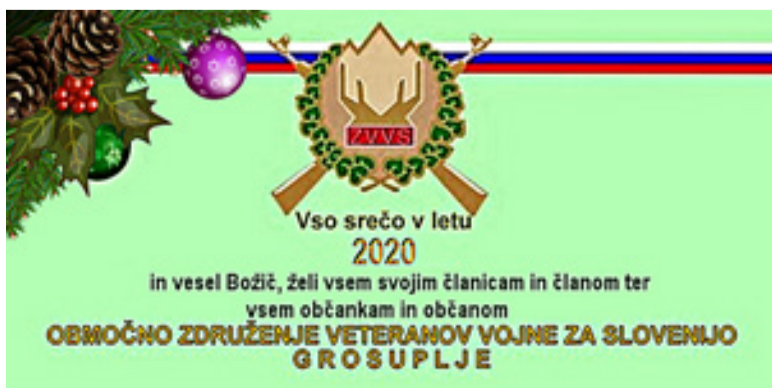 ZVVS
Vso srečo v letu
2020
in vesel Božič, želi vsem svojim članicam in članom ter
vsem občankam in občanom
OBMOČNO ZDRUŽENJE VETERANOV VOJNE ZA SLOVENIJO
GROSUPLJE